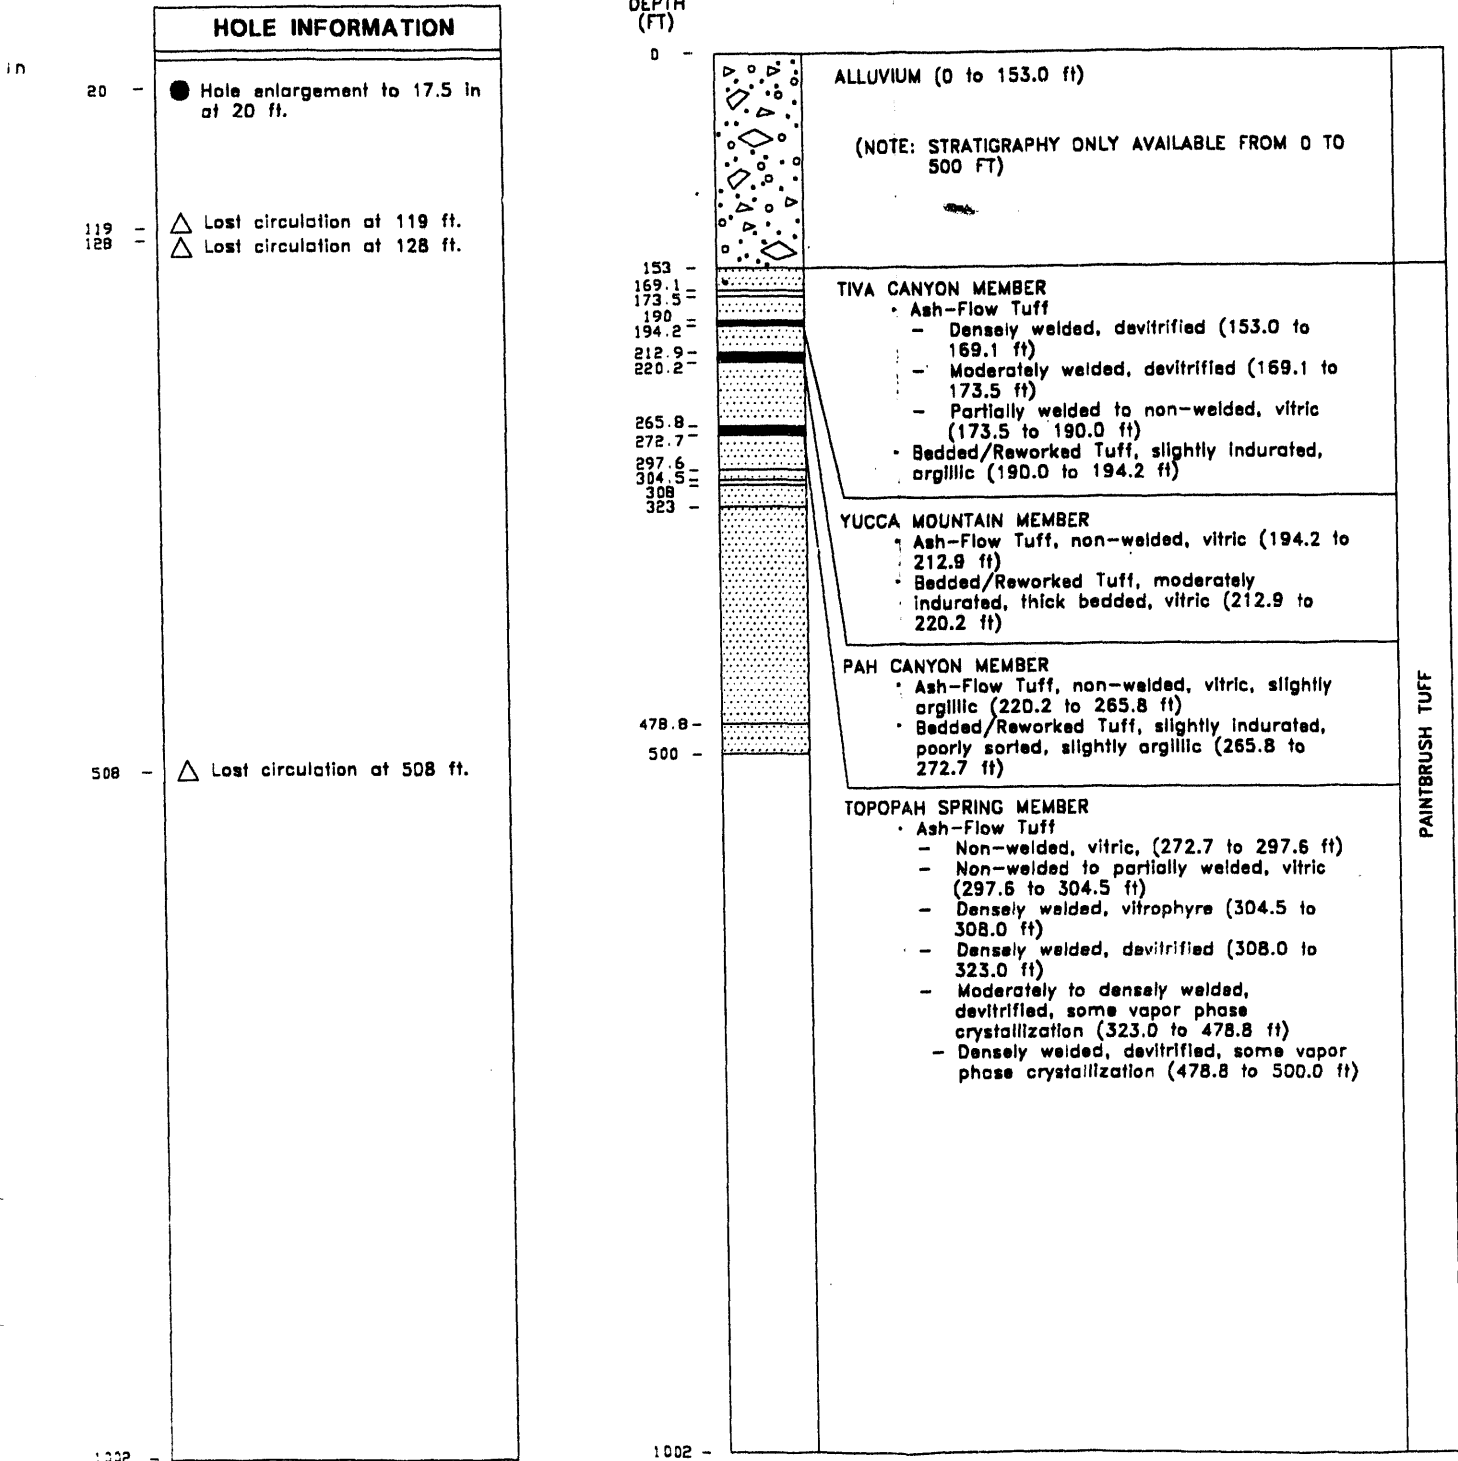 HOLE INFORMATION
in
20 -
Hole enlargement to 17.5 in
at 20 ft.
119 -
Lost circulation at 119 ft.
128 -
Lost circulation at 128 ft.
508 -
Lost circulation at 508 ft.
DEPTH
(FT)
0 -
153 -
169.1 -
173.5 -
190 -
194.2 -
212.9 -
220.2 -
265.8 -
272.7 -
297.6 -
304.5 -
308
323 -
478.8 -
500 -
1002 -
ALLUVIUM (0 to 153.0 ft)
(NOTE: STRATIGRAPHY ONLY AVAILABLE FROM 0 TO
500 FT)
TIVA CANYON MEMBER
• Ash-Flow Tuff
- Densely welded, devitrified (153.0 to
169.1 ft)
- Moderately welded, devitrified (169.1 to
173.5 ft)
- Partially welded to non-welded, vitric
(173.5 to 190.0 ft)
• Bedded/Reworked Tuff, slightly indurated,
argillic (190.0 to 194.2 ft)
YUCCA MOUNTAIN MEMBER
• Ash-Flow Tuff, non-welded, vitric (194.2 to
212.9 ft)
• Bedded/Reworked Tuff, moderately
indurated, thick bedded, vitric (212.9 to
220.2 ft)
PAH CANYON MEMBER
• Ash-Flow Tuff, non-welded, vitric, slightly
argillic (220.2 to 265.8 ft)
• Bedded/Reworked Tuff, slightly indurated,
poorly sorted, slightly argillic (265.8 to
272.7 ft)
TOPOPAH SPRING MEMBER
• Ash-Flow Tuff
- Non-welded, vitric, (272.7 to 297.6 ft)
- Non-welded to partially welded, vitric
(297.6 to 304.5 ft)
- Densely welded, vitrophyre (304.5 to
308.0 ft)
- Densely welded, devitrified (308.0 to
323.0 ft)
- Moderately to densely welded,
devitrified, some vapor phase
crystallization (323.0 to 478.8 ft)
- Densely welded, devitrified, some vapor
phase crystallization (478.8 to 500.0 ft)
PAINTBRUSH TUFF